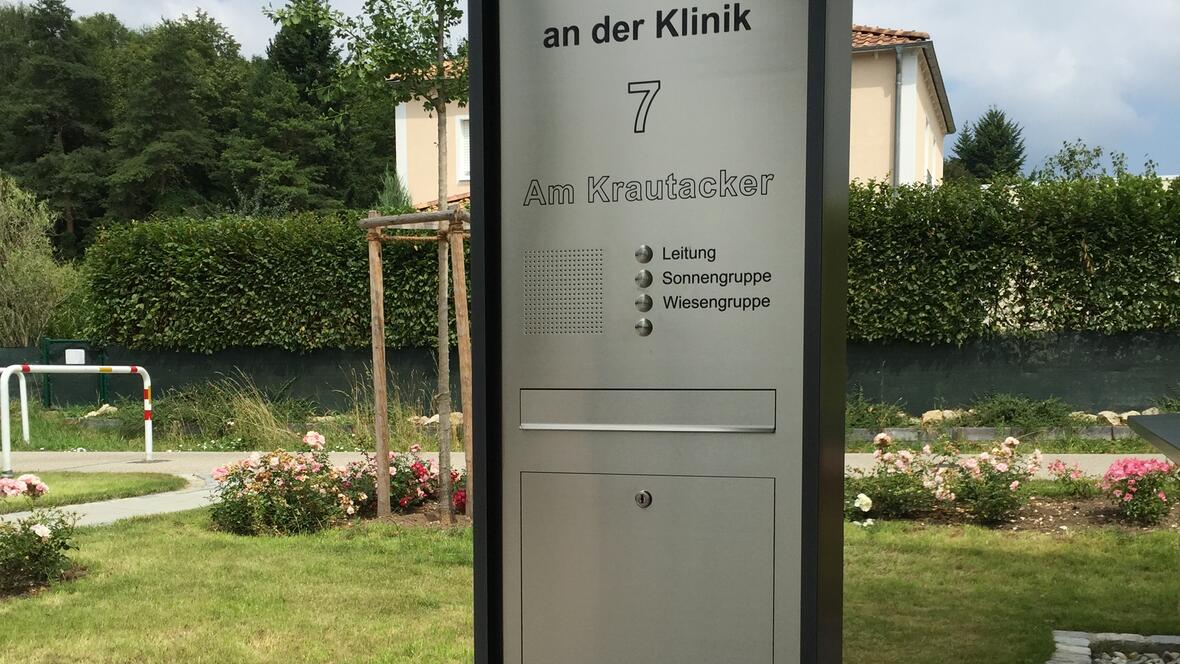 an der Klinik
7
Am Krautacker
Leitung
Sonnengruppe
Wiesengruppe